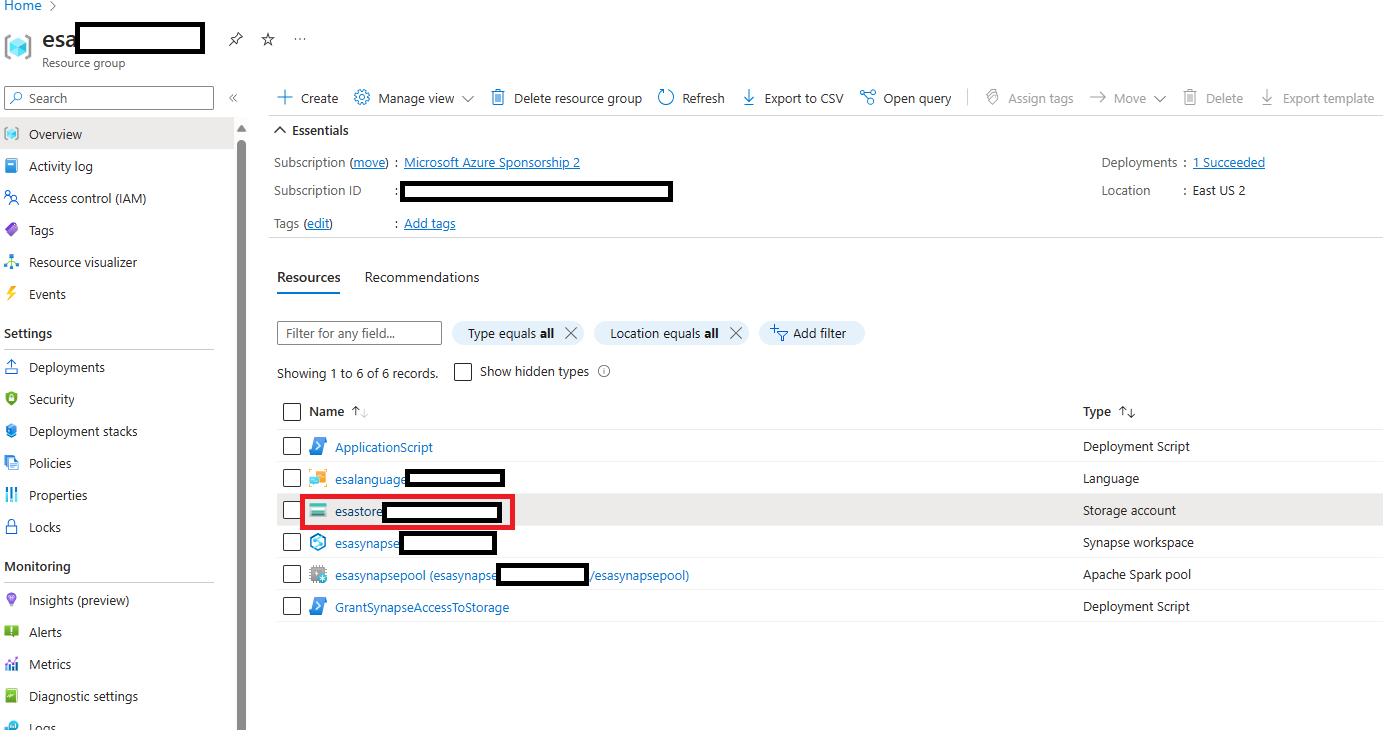 Home
esa
Resource group
Search
Create Manage view Delete resource group Refresh Export to CSV Open query Assign tags Move Delete Export template
Overview
Activity log
Access control (IAM)
Tags
Resource visualizer
Events
Settings
Deployments
Security
Deployment stacks
Policies
Properties
Locks
Monitoring
Insights (preview)
Alerts
Metrics
Diagnostic settings
Logs
Essentials
Subscription (move) : Microsoft Azure Sponsorship 2
Subscription ID :
Tags (edit) : Add tags
Deployments : 1 Succeeded
Location : East US 2
Resources Recommendations
Filter for any field... Type equals all Location equals all Add filter
Showing 1 to 6 of 6 records. Show hidden types
Name Type
ApplicationScript Deployment Script
esalanguage Language
esastore Storage account
esasynapse Synapse workspace
esasynapsepool (esasynapse /esasynapsepool) Apache Spark pool
GrantSynapseAccessToStorage Deployment Script